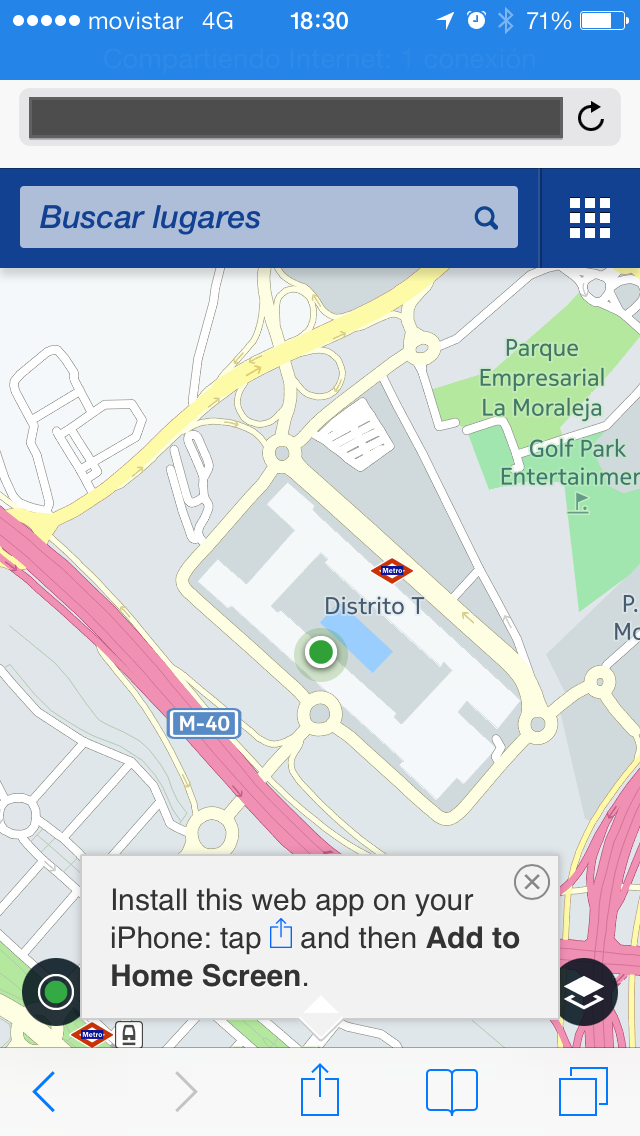 movistar 4G 18:30 71%
Compartiendo Internet: 1 conexión
Buscar lugares
Parque
Empresarial
La Moraleja
Golf Park
Entertainmen
Metro
Distrito T
P.
Mo
M-40
Install this web app on your
iPhone: tap and then Add to
Home Screen.
Metro